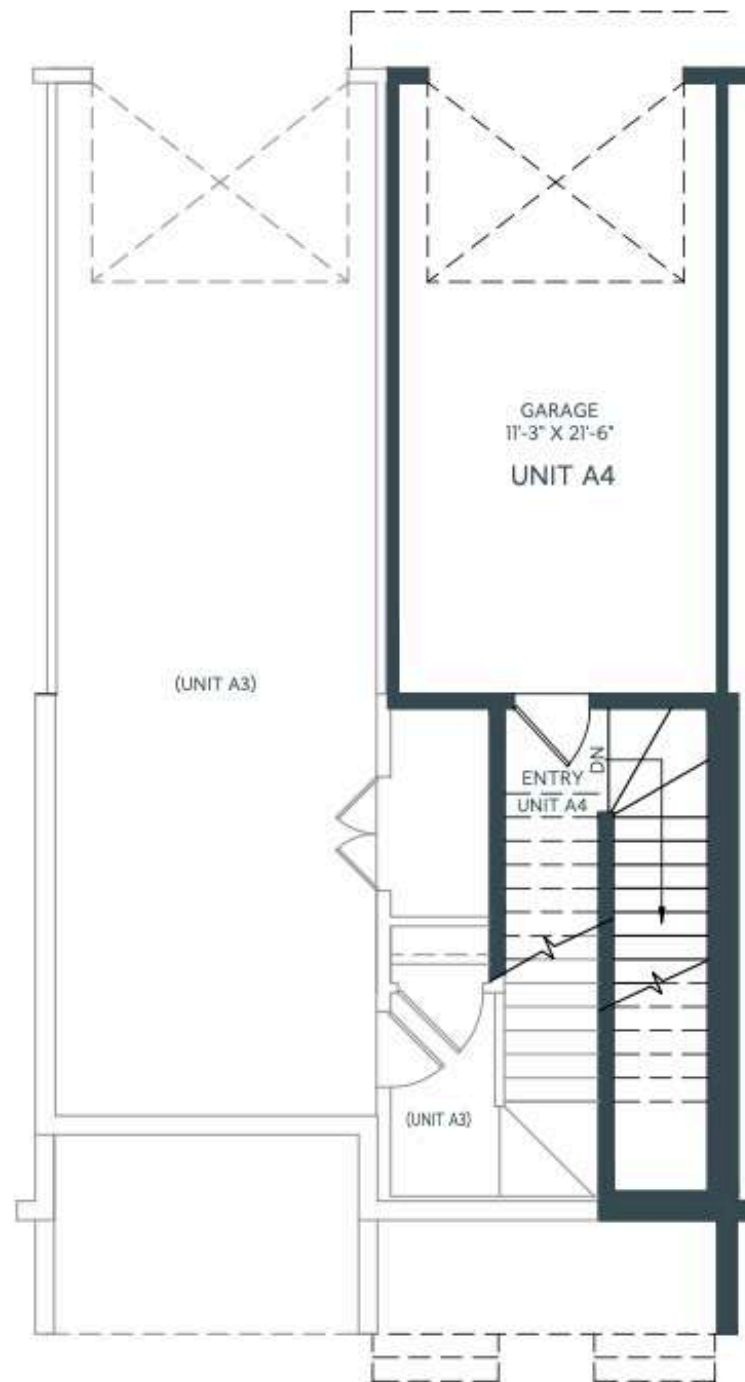 GARAGE
11'-3" X 21'-6"
UNIT A4
(UNIT A3)
ENTRY
UNIT A4
DN
(UNIT A3)